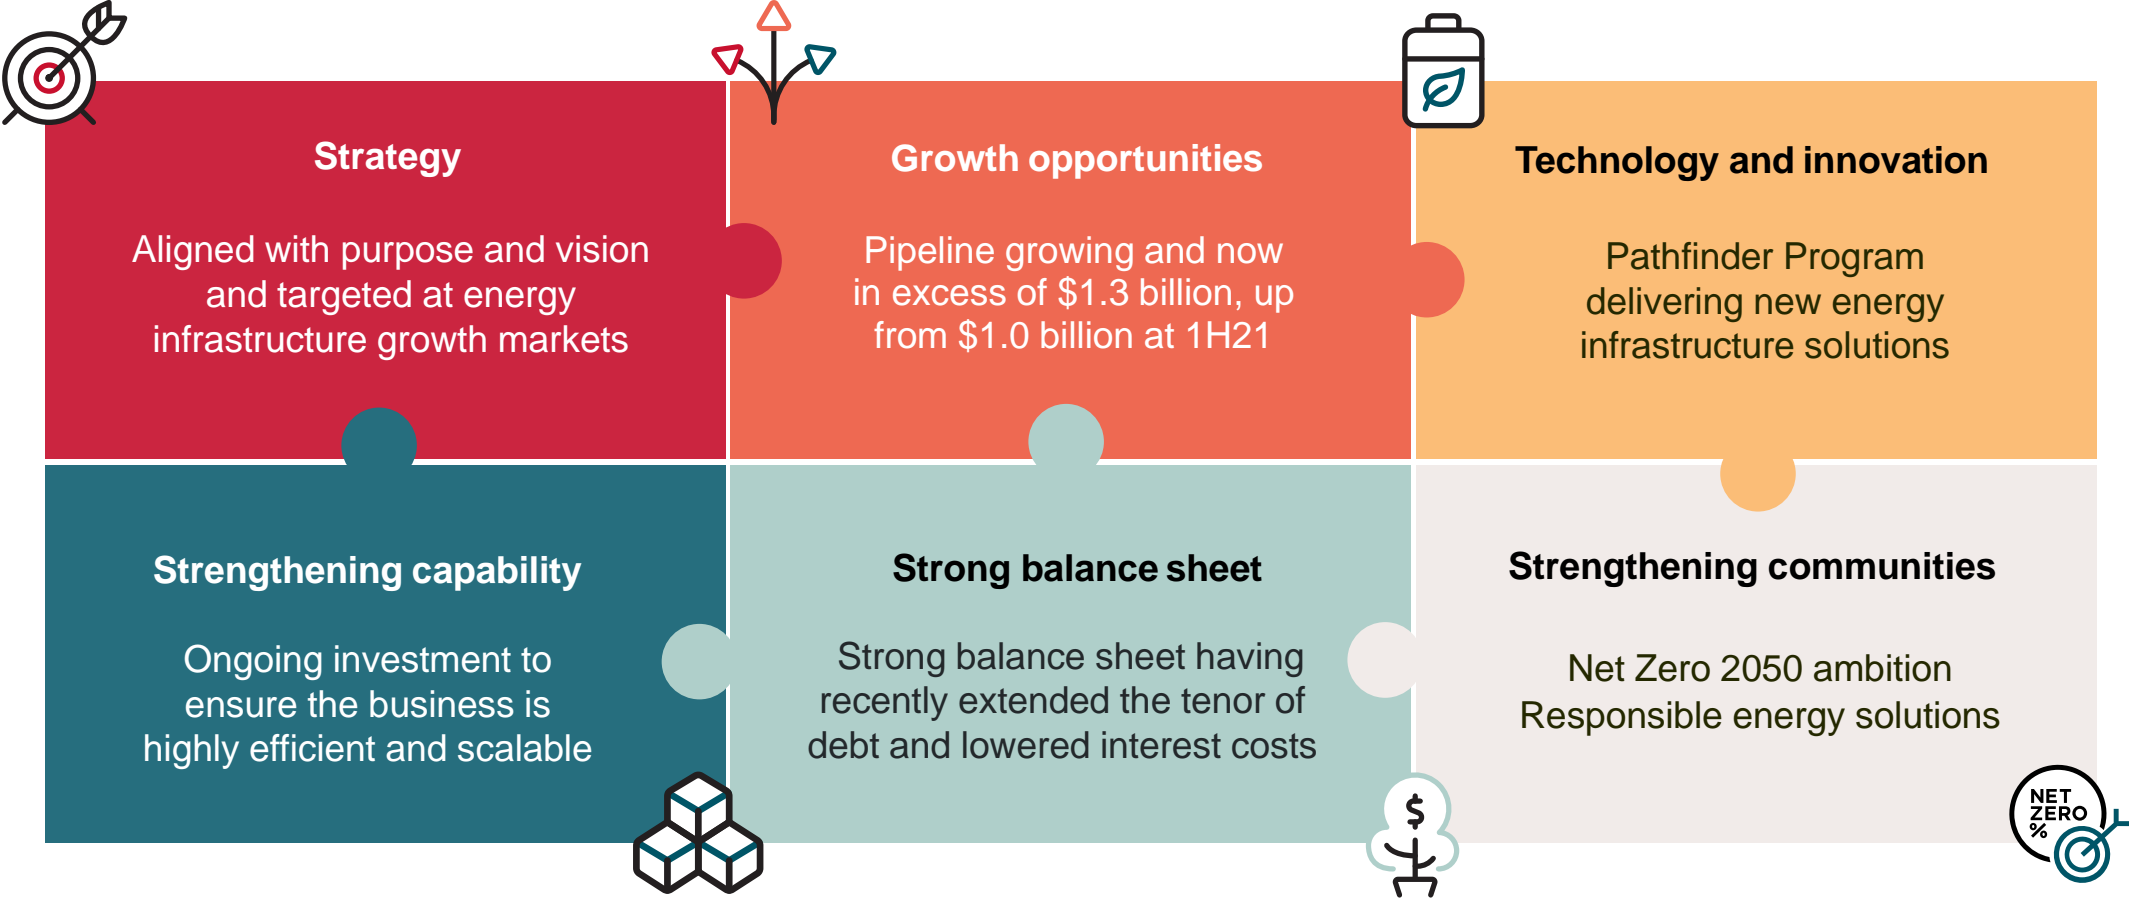 Strategy
Aligned with purpose and vision
and targeted at energy
infrastructure growth markets
Growth opportunities
Pipeline growing and now
in excess of $1.3 billion, up
from $1.0 billion at 1H21
Technology and innovation
Pathfinder Program
delivering new energy
infrastructure solutions
Strengthening capability
Ongoing investment to
ensure the business is
highly efficient and scalable
Strong balance sheet
Strong balance sheet having
recently extended the tenor of
debt and lowered interest costs
$
Strengthening communities
Net Zero 2050 ambition
Responsible energy solutions
NET
ZERO
%